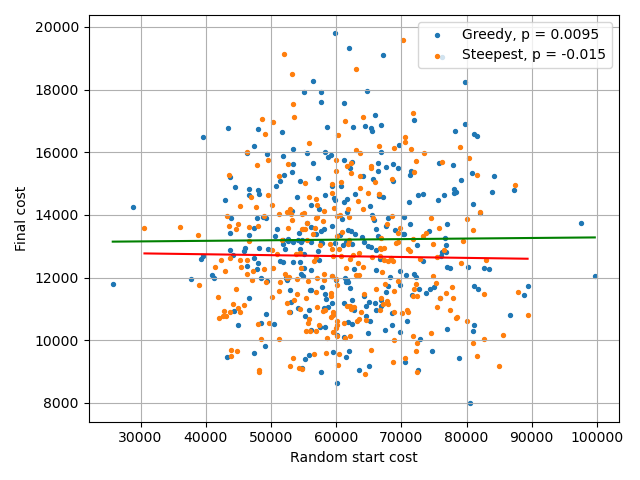 20000
18000
16000
14000
12000
10000
8000
Final cost
Greedy, p = 0.0095
Steepest, p = -0.015
30000 40000 50000 60000 70000 80000 90000 100000
Random start cost